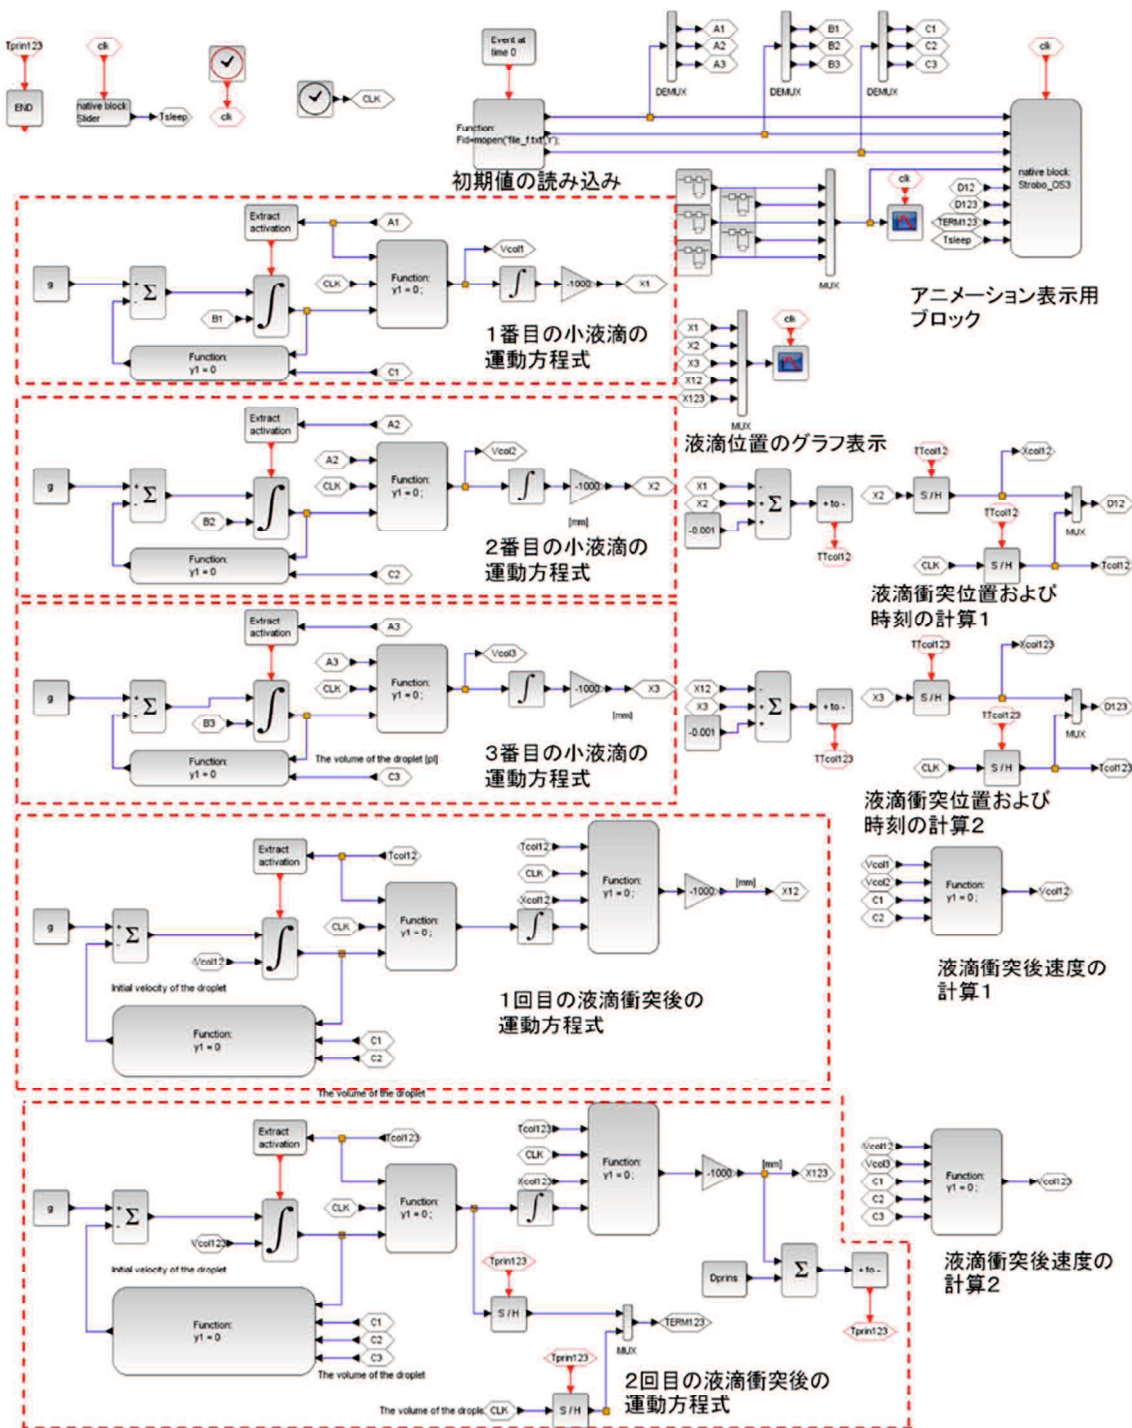 Tprin123
END
clk
native block:
Slider
Tsleep
clk
CLK
Event at
time 0
Function:
Fid=mopen('file_f.txt','r');
初期値の読み込み
A1
A2
A3
DEMUX
B1
B2
B3
DEMUX
C1
C2
C3
DEMUX
clk
native block:
Strobo_OS3
D12
D123
TERM123
Tsleep
MUX
clk
アニメーション表示用
ブロック
Extract
activation
A1
g
Σ
∫
B1
CLK
Function:
y1 = 0 ;
Vcol1
∫
-1000
X1
Function:
y1 = 0
C1
1番目の小液滴の
運動方程式
X1
X2
X3
X12
X123
MUX
clk
液滴位置のグラフ表示
Extract
activation
A2
g
Σ
∫
B2
A2
CLK
Function:
y1 = 0 ;
Vcol2
∫
-1000
X2
[mm]
Function:
y1 = 0
C2
2番目の小液滴の
運動方程式
X1
X2
-0.001
Σ
+ to -
TTcol12
TTcol12
X2
S / H
Xcol12
TTcol12
CLK
S / H
MUX
D12
Tcol12
液滴衝突位置および
時刻の計算1
Extract
activation
A3
g
Σ
∫
B3
A3
CLK
Function:
y1 = 0 ;
Vcol3
∫
-1000
X3
[mm]
Function:
y1 = 0
The volume of the droplet [pl]
C3
3番目の小液滴の
運動方程式
X12
X3
-0.001
Σ
+ to -
TTcol123
TTcol123
X3
S / H
Xcol123
TTcol123
CLK
S / H
MUX
D123
Tcol123
液滴衝突位置および
時刻の計算2
Extract
activation
Tcol12
g
Σ
∫
Vcol12
Initial velocity of the droplet
CLK
Function:
y1 = 0 ;
Tcol12
CLK
Xcol12
∫
Function:
y1 = 0 ;
-1000
[mm]
X12
Function:
y1 = 0
C1
C2
The volume of the droplet
1回目の液滴衝突後の
運動方程式
Vcol1
Vcol2
C1
C2
Function:
y1 = 0 ;
Vcol12
液滴衝突後速度の
計算1
Extract
activation
Tcol123
g
Σ
∫
Vcol123
Initial velocity of the droplet
CLK
Function:
y1 = 0 ;
Tcol123
CLK
Xcol123
∫
Function:
y1 = 0 ;
-1000
[mm]
X123
Function:
y1 = 0
C1
C2
C3
The volume of the droplet
Tprin123
S / H
MUX
TERM123
Dprins
Σ
+ to -
Tprin123
Tprin123
The volume of the drople
CLK
S / H
2回目の液滴衝突後の
運動方程式
Vcol12
Vcol3
C1
C2
C3
Function:
y1 = 0 ;
Vcol123
液滴衝突後速度の
計算2